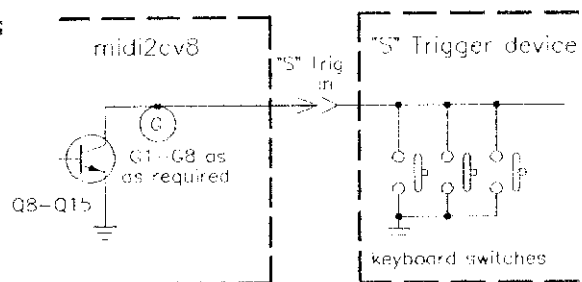 midi2cv8
"S" Trig
in
"S" Trigger device
G
G1-G8 as
as required
Q8-Q15
keyboard switches